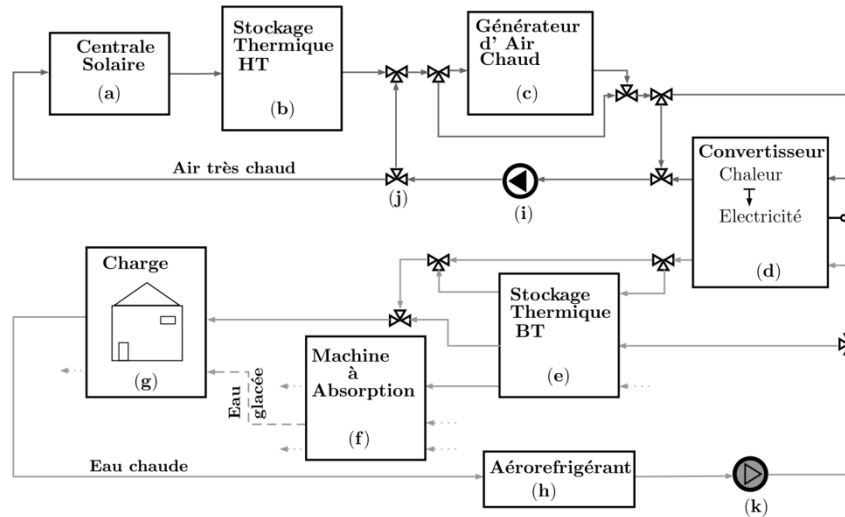 Centrale
Solaire
(a)
Stockage
Thermique
HT
(b)
Générateur
d' Air
Chaud
(c)
Air très chaud
(j)
(i)
Convertisseur
Chaleur
Electricité
(d)
Charge
(g)
Stockage
Thermique
BT
(e)
Machine
à
Absorption
(f)
Eau
glacée
Eau chaude
Aérorefrigérant
(h)
(k)